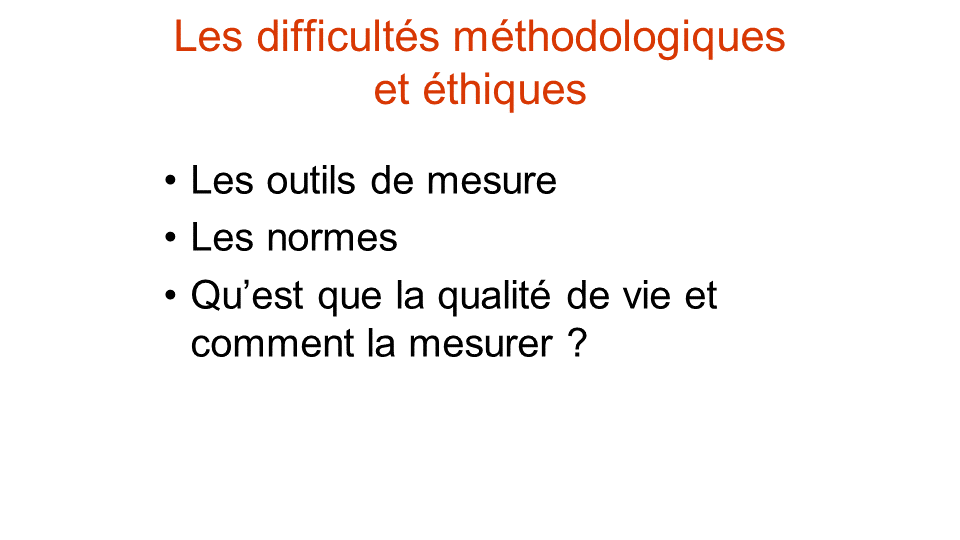 Les difficultés méthodologiques
et éthiques
• Les outils de mesure
• Les normes
• Qu’est que la qualité de vie et
comment la mesurer ?